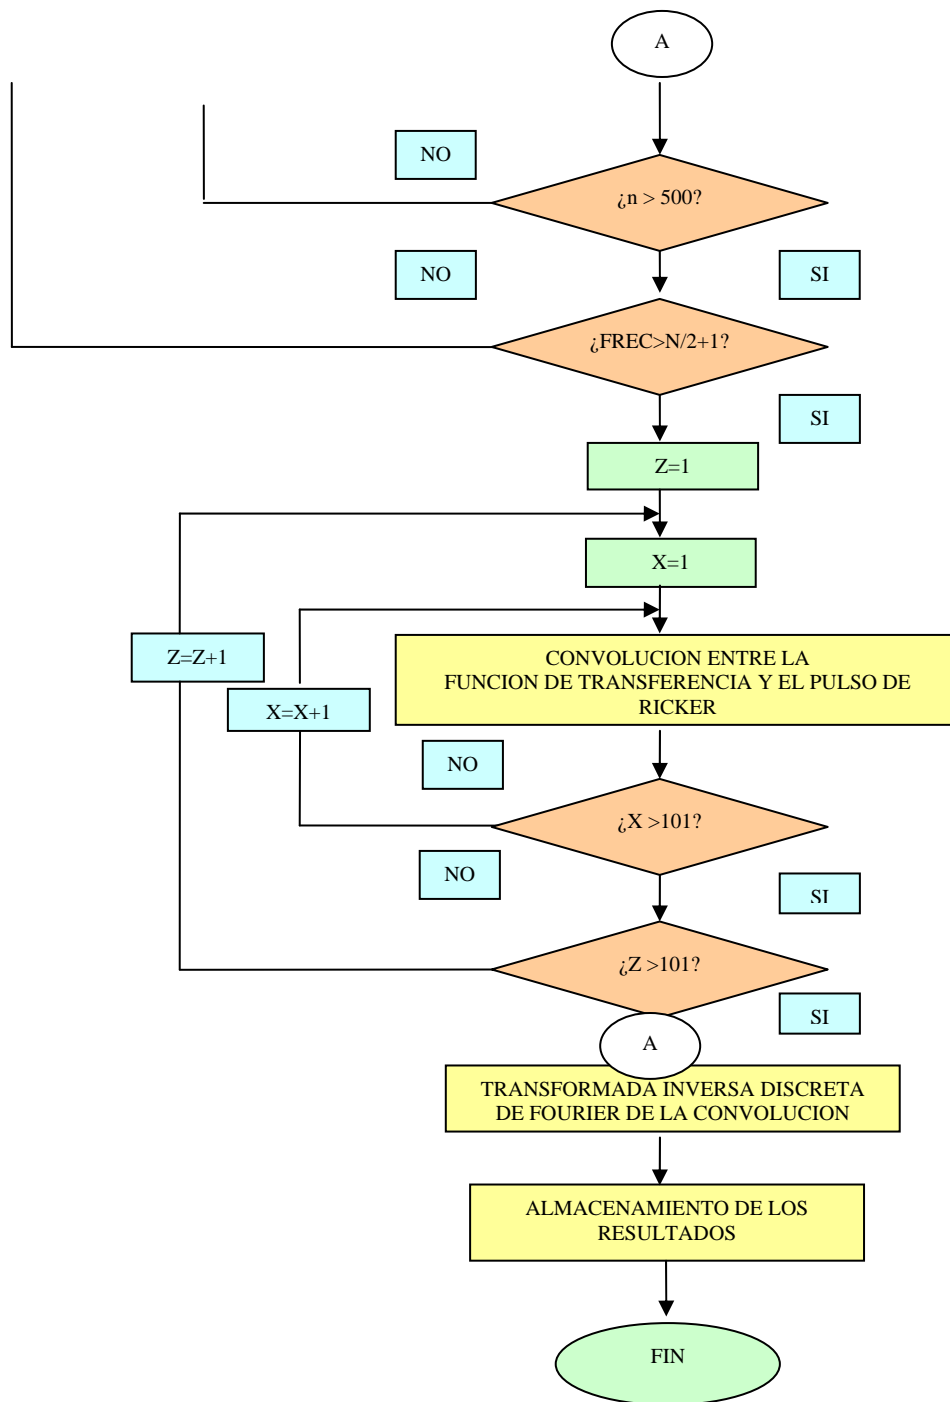 A
NO
¿n > 500?
NO
SI
¿FREC>N/2+1?
SI
Z=1
X=1
Z=Z+1
CONVOLUCION ENTRE LA
FUNCION DE TRANSFERENCIA Y EL PULSO DE
RICKER
X=X+1
NO
¿X >101?
NO
SI
¿Z >101?
SI
A
TRANSFORMADA INVERSA DISCRETA
DE FOURIER DE LA CONVOLUCION
ALMACENAMIENTO DE LOS
RESULTADOS
FIN